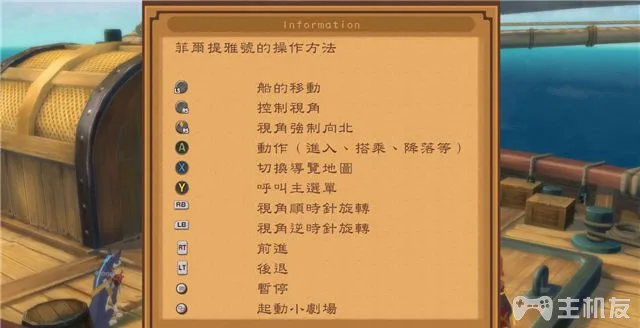 Information
菲爾提雅號的操作方法
LS 船的移動
RS 控制視角
RS 視角強制向北
A 動作（進入、搭乘、降落等）
X 切換導覽地圖
Y 呼叫主選單
RB 視角順時針旋轉
LB 視角逆時針旋轉
RT 前進
LT 後退
暫停
起動小劇場
主机友